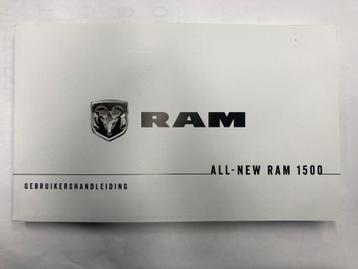 RAM
ALL-NEW RAM 1500
GEBRUIKERSHANDLEIDING